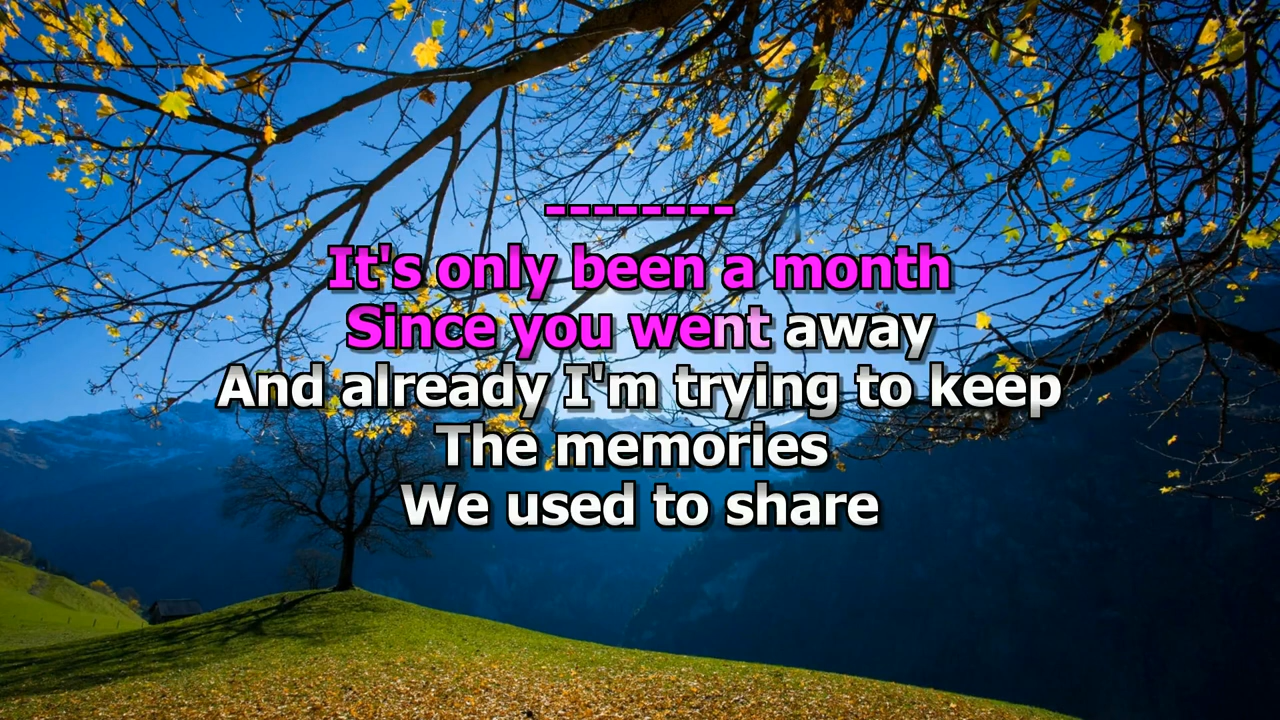 --------
It's only been a month
Since you went away
And already I'm trying to keep
The memories
We used to share